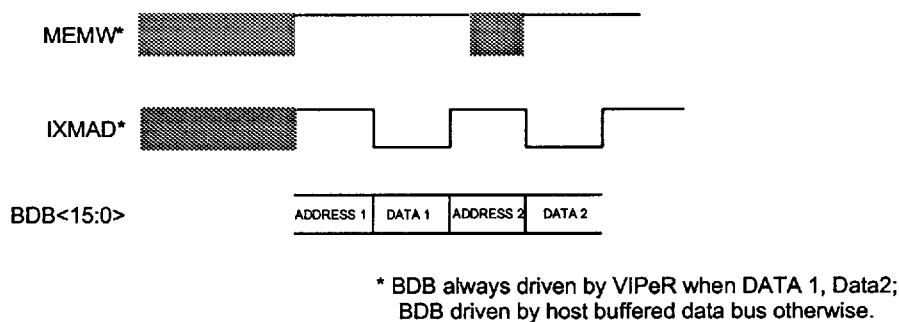 MEMW*
IXMAD*
BDB<15:0>
ADDRESS 1 DATA 1 ADDRESS 2 DATA 2
* BDB always driven by VIPeR when DATA 1, Data2;
BDB driven by host buffered data bus otherwise.